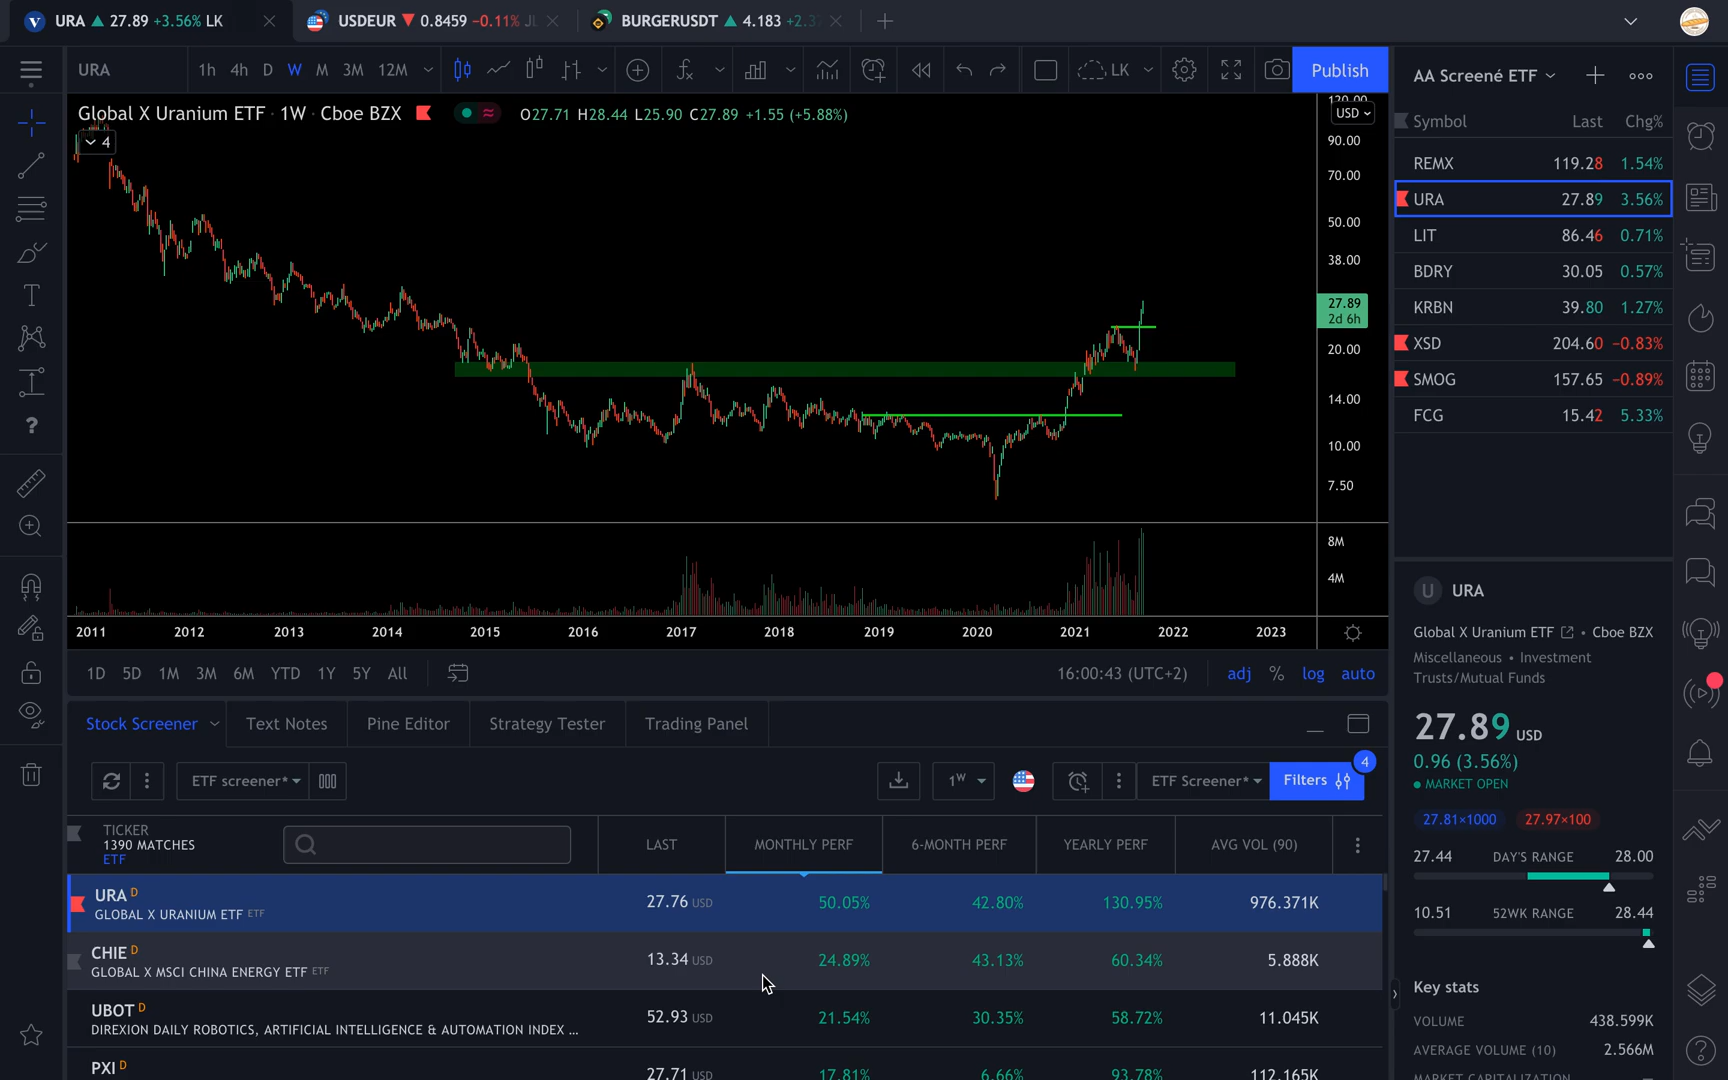 URA ▲ 27.89 +3.56% LK
USDEUR ▼ 0.8459 -0.11%
BURGERUSDT ▲ 4.183
URA
1h 4h D W M 3M 12M
LK
Publish
Global X Uranium ETF · 1W · Cboe BZX
O27.71 H28.44 L25.90 C27.89 +1.55 (+5.88%)
4
USD
120.00
90.00
70.00
50.00
38.00
27.89
2d 6h
20.00
14.00
10.00
7.50
8M
4M
2011 2012 2013 2014 2015 2016 2017 2018 2019 2020 2021 2022 2023
1D 5D 1M 3M 6M YTD 1Y 5Y All
16:00:43 (UTC+2)
adj % log auto
Stock Screener
Text Notes
Pine Editor
Strategy Tester
Trading Panel
ETF screener*
1W
ETF Screener*
Filters
4
TICKER
1390 MATCHES
ETF
LAST
MONTHLY PERF
6-MONTH PERF
YEARLY PERF
AVG VOL (90)
URA D
GLOBAL X URANIUM ETF ETF
27.76 USD 50.05% 42.80% 130.95% 976.371K
CHIE D
GLOBAL X MSCI CHINA ENERGY ETF ETF
13.34 USD 24.89% 43.13% 60.34% 5.888K
UBOT D
DIREXION DAILY ROBOTICS, ARTIFICIAL INTELLIGENCE & AUTOMATION INDEX ...
52.93 USD 21.54% 30.35% 58.72% 11.045K
PXI D
27.71 USD 17.81% 6.66% 93.78% 112.165K
AA Screené ETF
Symbol Last Chg%
REMX 119.28 1.54%
URA 27.89 3.56%
LIT 86.46 0.71%
BDRY 30.05 0.57%
KRBN 39.80 1.27%
XSD 204.60 -0.83%
SMOG 157.65 -0.89%
FCG 15.42 5.33%
U URA
Global X Uranium ETF • Cboe BZX
Miscellaneous • Investment
Trusts/Mutual Funds
27.89 USD
0.96 (3.56%)
MARKET OPEN
27.81×1000 27.97×100
27.44 DAY'S RANGE 28.00
10.51 52WK RANGE 28.44
Key stats
VOLUME 438.599K
AVERAGE VOLUME (10) 2.566M
MARKET CAPITALIZATION